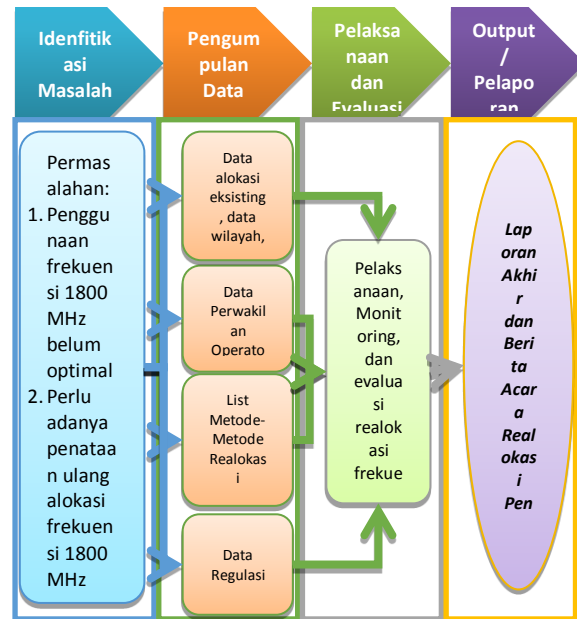 Idenfitik
asi
Masalah
Pengum
pulan
Data
Pelaksa
naan
dan
Evaluasi
Output
/
Pelapo
ran
Permas
alahan:
1. Penggu
naan
frekuen
si 1800
MHz
belum
optimal
2. Perlu
adanya
penataa
n ulang
alokasi
frekuen
si 1800
MHz
Data
alokasi
eksisting
, data
wilayah,
Data
Perwakil
an
Operato
List
Metode-
Metode
Realokas
i
Data
Regulasi
Pelaks
anaan,
Monit
oring,
dan
evalua
si
realok
asi
frekue
Lap
oran
Akhi
r
dan
Beri
ta
Acar
a
Real
okas
i
Pen